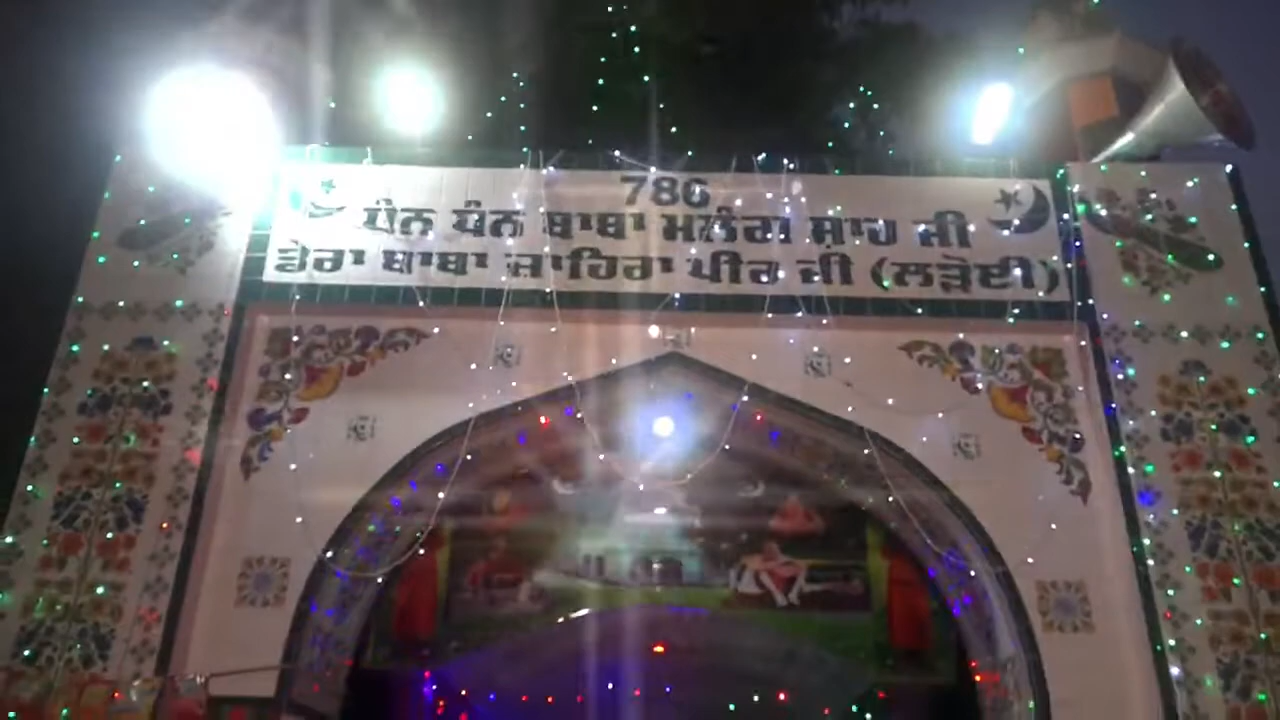 786
ਧੰਨ ਧੰਨ ਬਾਬਾ ਮਲੰਗ ਸ਼ਾਹ ਜੀ
ਡੇਰਾ ਬਾਬਾ ਜਾਹਿਰਾ ਪੀਰ ਜੀ (ਲੜੋਈ)